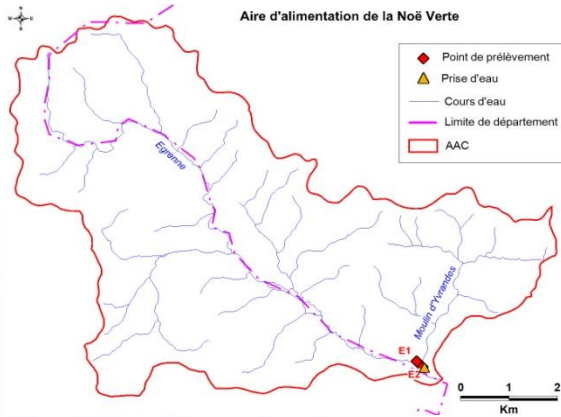 Aire d'alimentation de la Noë Verte
N
W E
S
Point de prélèvement
Prise d'eau
Cours d'eau
Limite de département
AAC
Egrenne
Moulin d'Yvrandes
E1
E2
0 1 2
Km